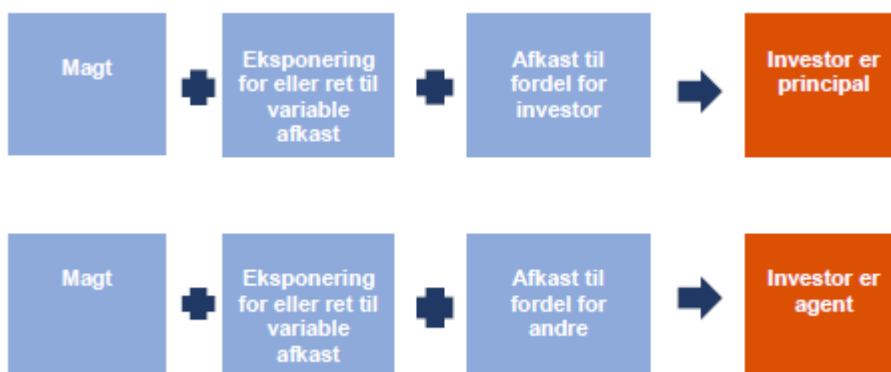 Magt
Eksponering
for eller ret til
variable
afkast
Afkast til
fordel for
investor
Investor er
principal
Magt
Eksponering
for eller ret til
variable
afkast
Afkast til
fordel for
andre
Investor er
agent